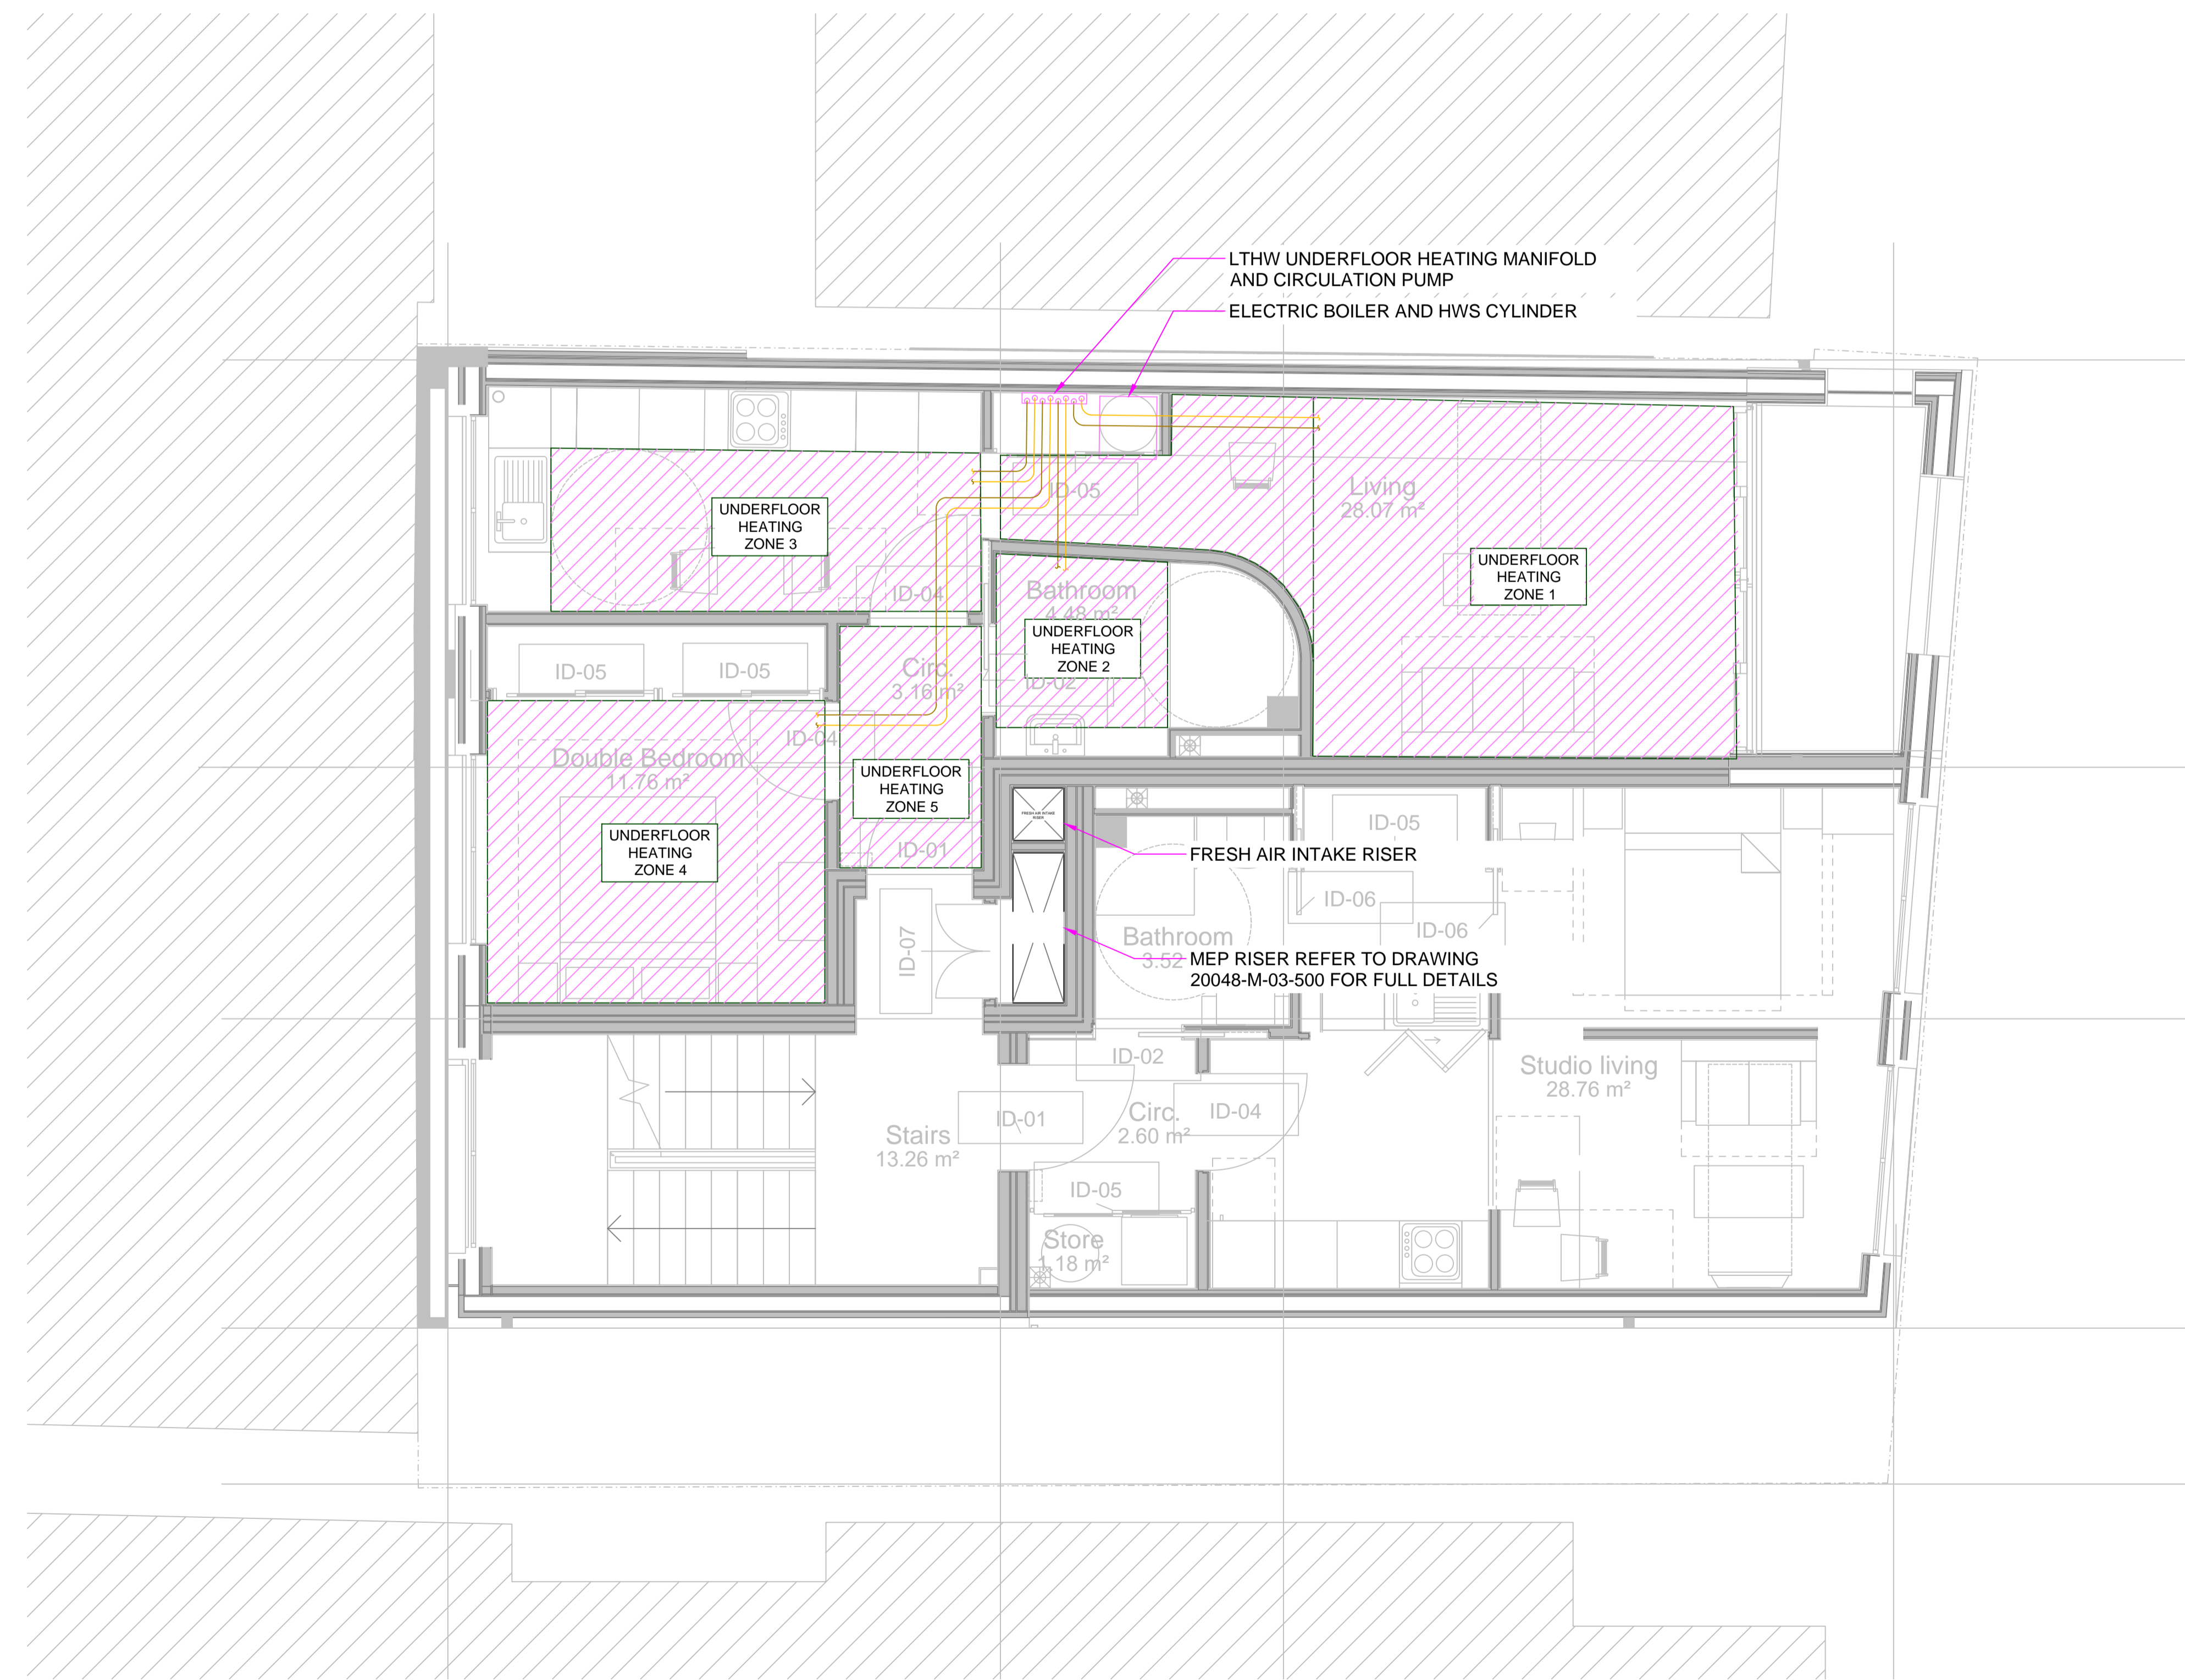 LTHW UNDERFLOOR HEATING MANIFOLD
AND CIRCULATION PUMP
ELECTRIC BOILER AND HWS CYLINDER
ID-05
Living
28.07 m²
UNDERFLOOR
HEATING
ZONE 3
UNDERFLOOR
HEATING
ZONE 1
ID-04
Bathroom
4.48 m²
UNDERFLOOR
HEATING
ZONE 2
ID-02
ID-05
ID-05
Circ.
3.16 m²
ID-04
Double Bedroom
11.76 m²
UNDERFLOOR
HEATING
ZONE 5
UNDERFLOOR
HEATING
ZONE 4
ID-01
FRESH AIR INTAKE
RISER
FRESH AIR INTAKE RISER
ID-05
ID-06
ID-06
ID-07
Bathroom
3.52
MEP RISER REFER TO DRAWING
20048-M-03-500 FOR FULL DETAILS
ID-02
Studio living
28.76 m²
ID-01
Circ.
2.60 m²
ID-04
Stairs
13.26 m²
ID-05
Store
1.18 m²